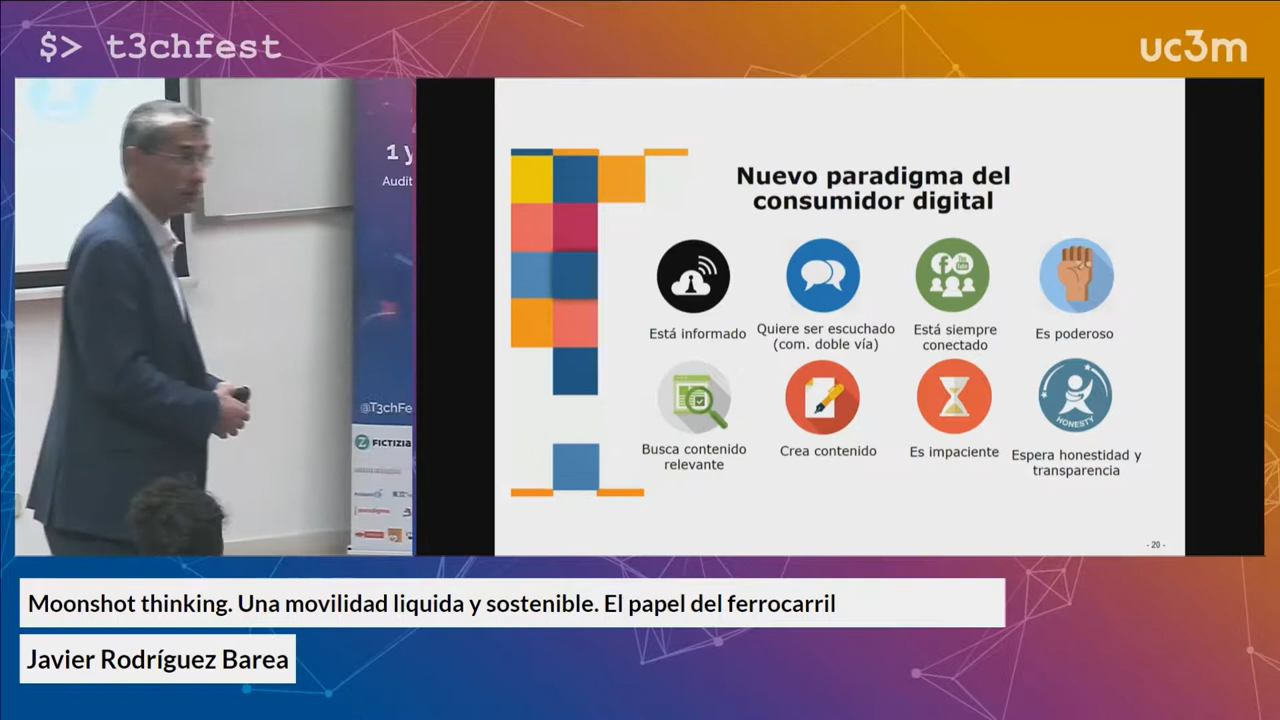 $> t3chfest
uc3m
1 y
Audit
@T3chFe
FICTIZIA
Nuevo paradigma del
consumidor digital
Está informado
Quiere ser escuchado
(com. doble vía)
Está siempre
conectado
Es poderoso
Busca contenido
relevante
Crea contenido
Es impaciente
HONESTY
Espera honestidad y
transparencia
- 20 -
Moonshot thinking. Una movilidad liquida y sostenible. El papel del ferrocarril
Javier Rodríguez Barea